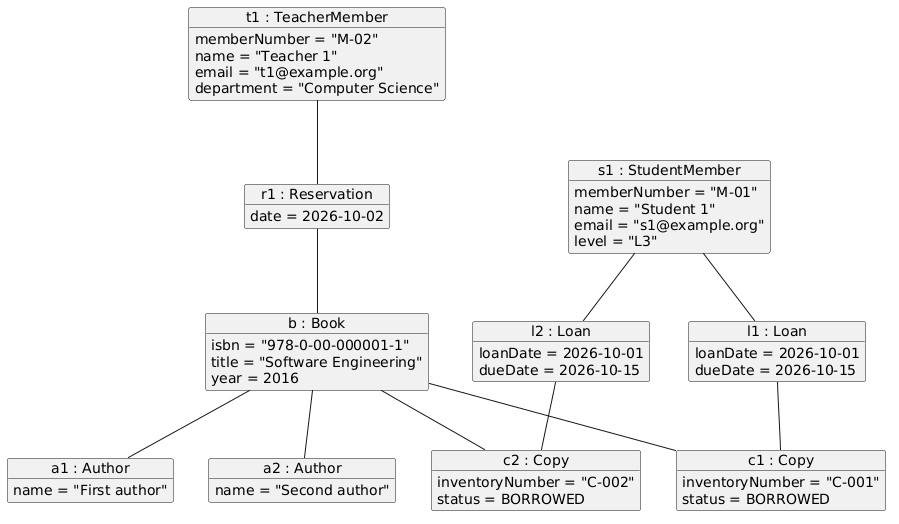 t1 : TeacherMember
memberNumber = "M-02"
name = "Teacher 1"
email = "t1@example.org"
department = "Computer Science"
s1 : StudentMember
memberNumber = "M-01"
name = "Student 1"
email = "s1@example.org"
level = "L3"
r1 : Reservation
date = 2026-10-02
b : Book
isbn = "978-0-00-000001-1"
title = "Software Engineering"
year = 2016
l2 : Loan
loanDate = 2026-10-01
dueDate = 2026-10-15
l1 : Loan
loanDate = 2026-10-01
dueDate = 2026-10-15
a1 : Author
name = "First author"
a2 : Author
name = "Second author"
c2 : Copy
inventoryNumber = "C-002"
status = BORROWED
c1 : Copy
inventoryNumber = "C-001"
status = BORROWED